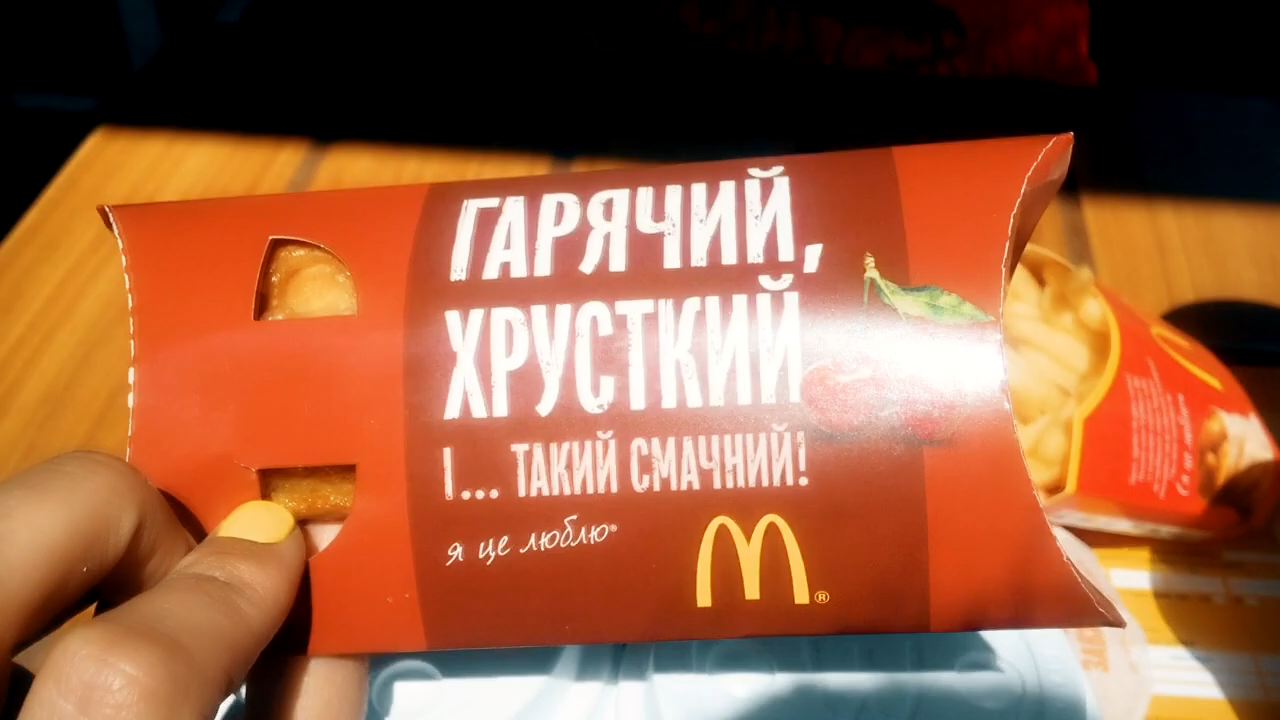 ГАРЯЧИЙ,
ХРУСТКИЙ
І... ТАКИЙ СМАЧНИЙ!
я це люблю®
M®